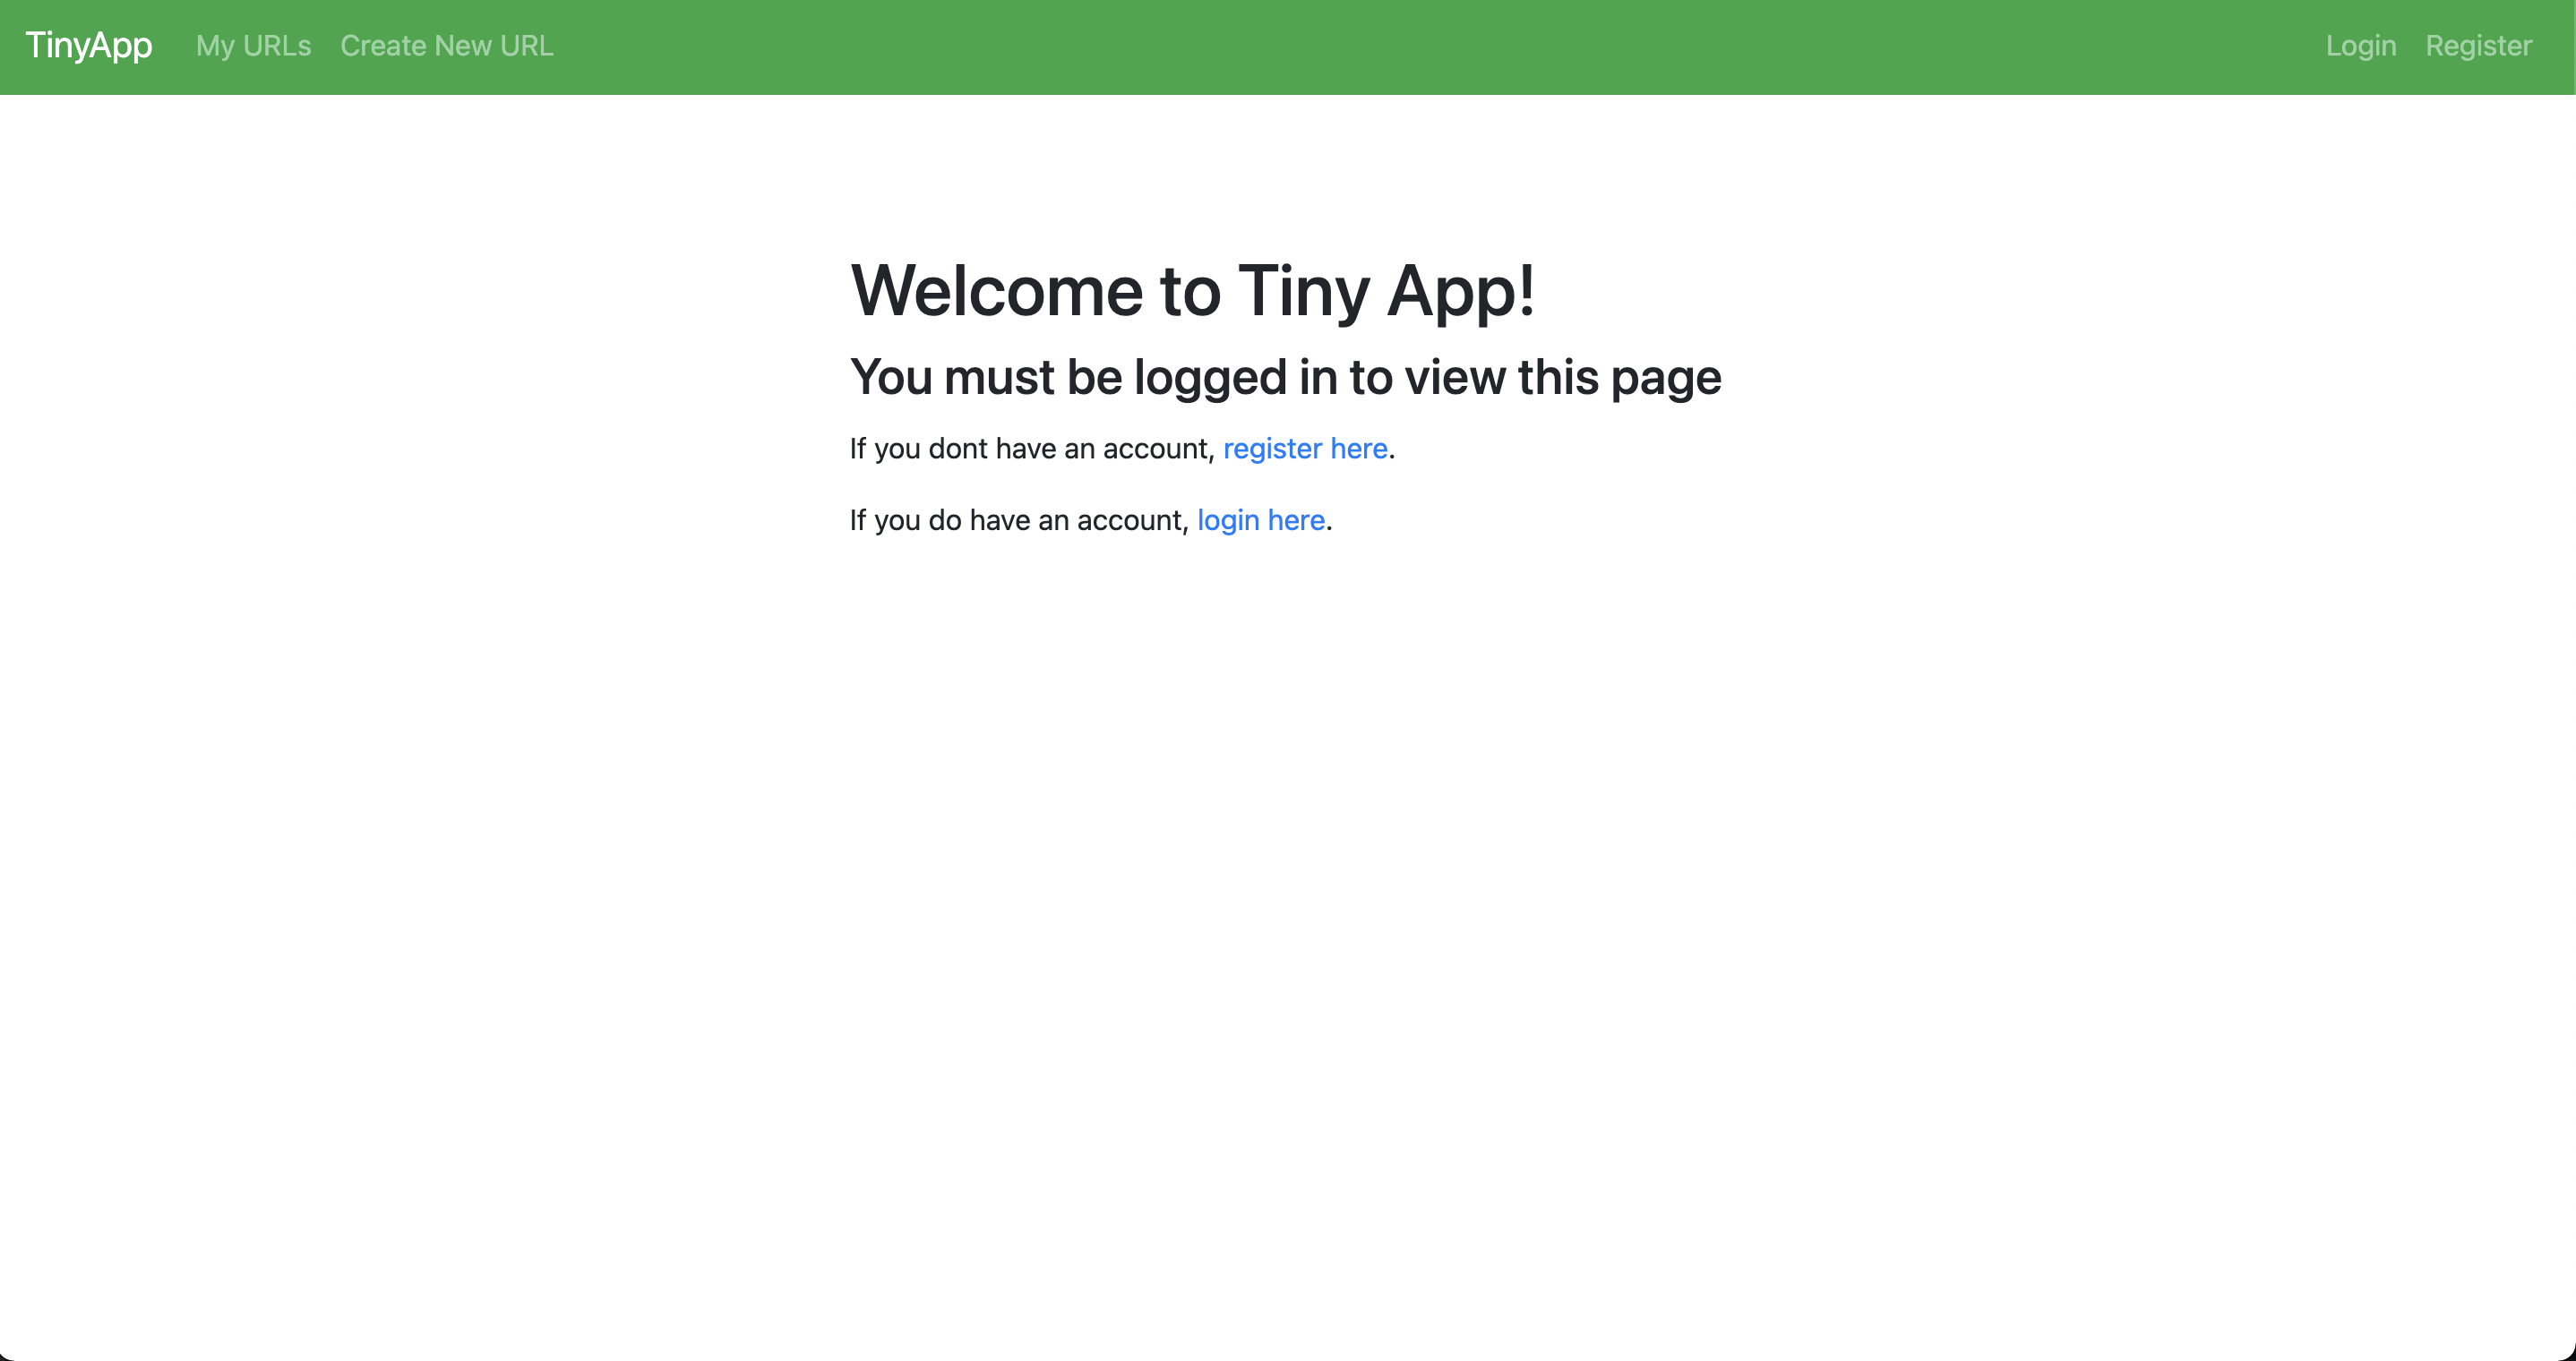 TinyApp My URLs Create New URL Login Register
Welcome to Tiny App!
You must be logged in to view this page
If you dont have an account, register here.
If you do have an account, login here.